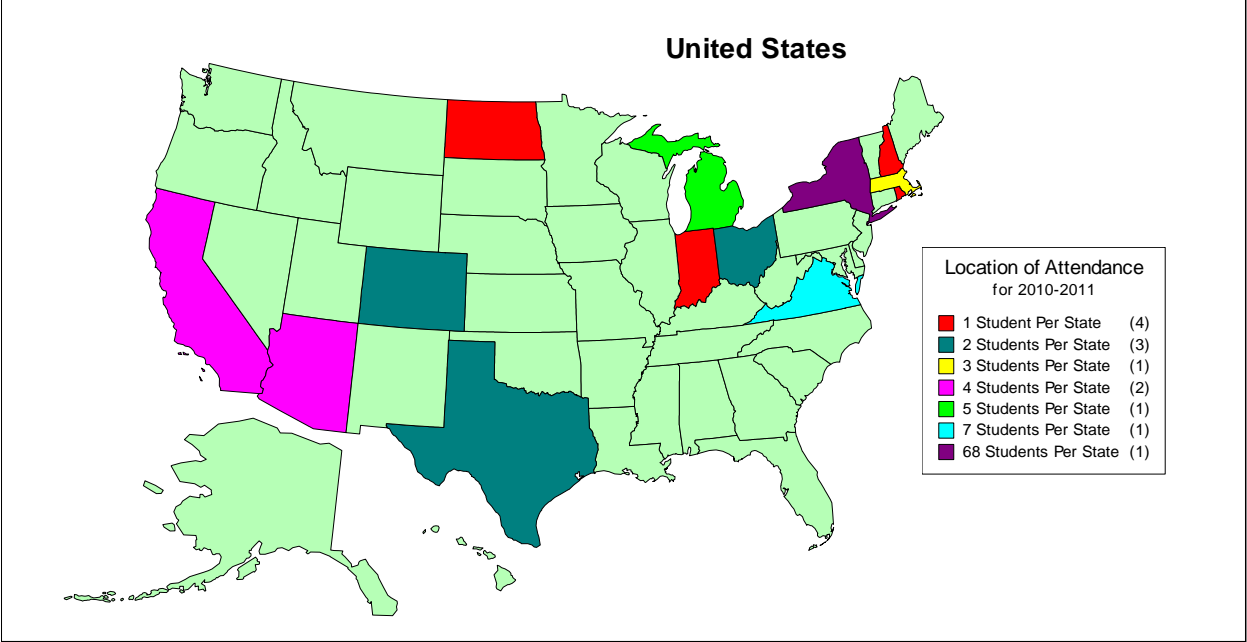 United States
Location of Attendance
for 2010-2011
1 Student Per State (4)
2 Students Per State (3)
3 Students Per State (1)
4 Students Per State (2)
5 Students Per State (1)
7 Students Per State (1)
68 Students Per State (1)